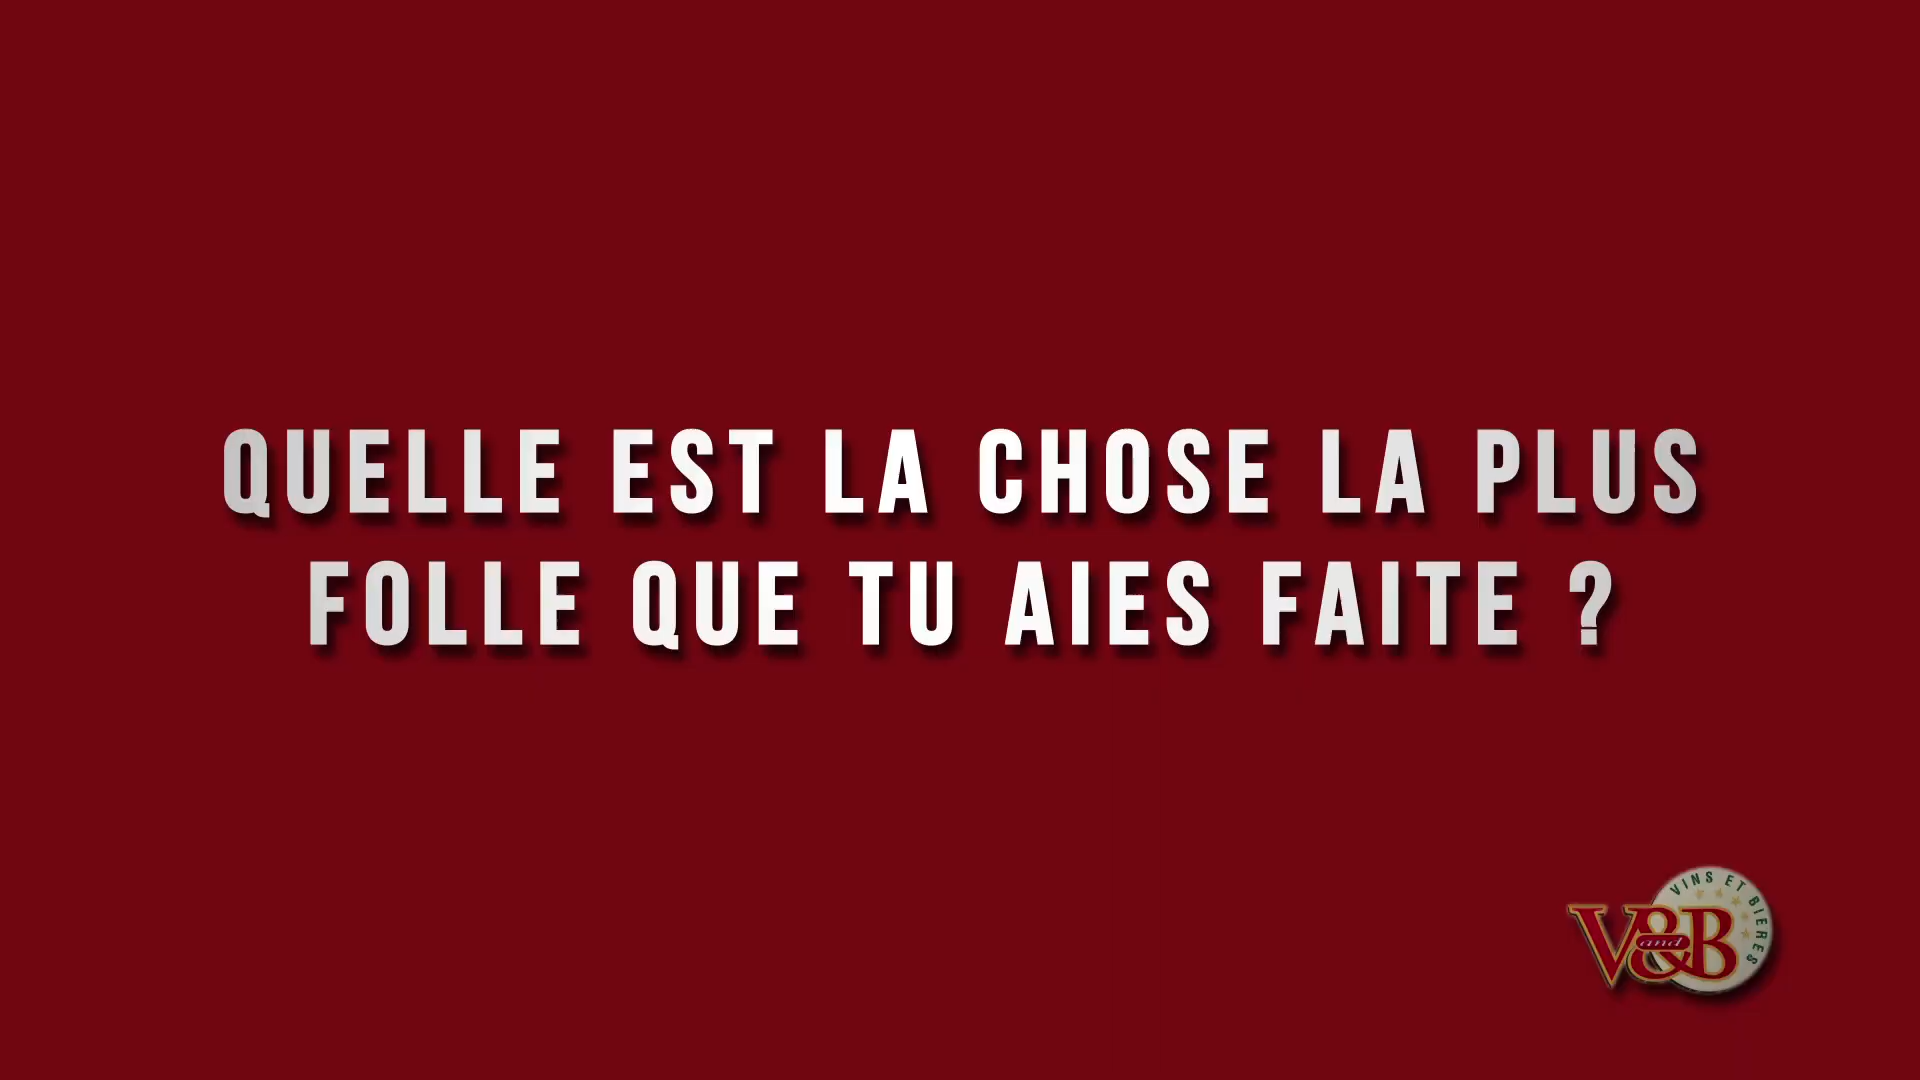 QUELLE EST LA CHOSE LA PLUS
FOLLE QUE TU AIES FAITE ?
VINS ET BIERES
V&B
and